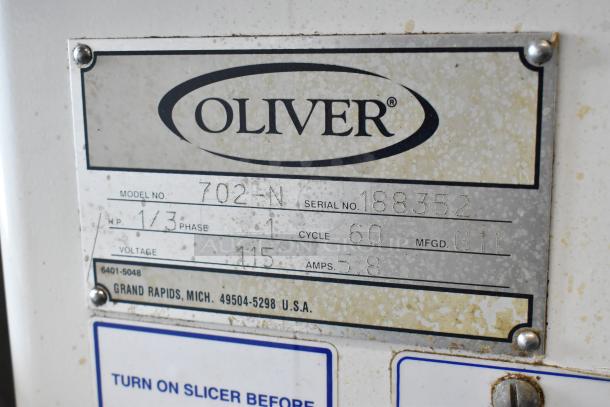 OLIVER®
MODEL NO. 702-N SERIAL NO. 188352
H.P. 1/3 PHASE 1 CYCLE 60 MFGD.
VOLTAGE 115 AMPS. 5.8
6401-5048
GRAND RAPIDS, MICH. 49504-5298 U.S.A.
TURN ON SLICER BEFORE